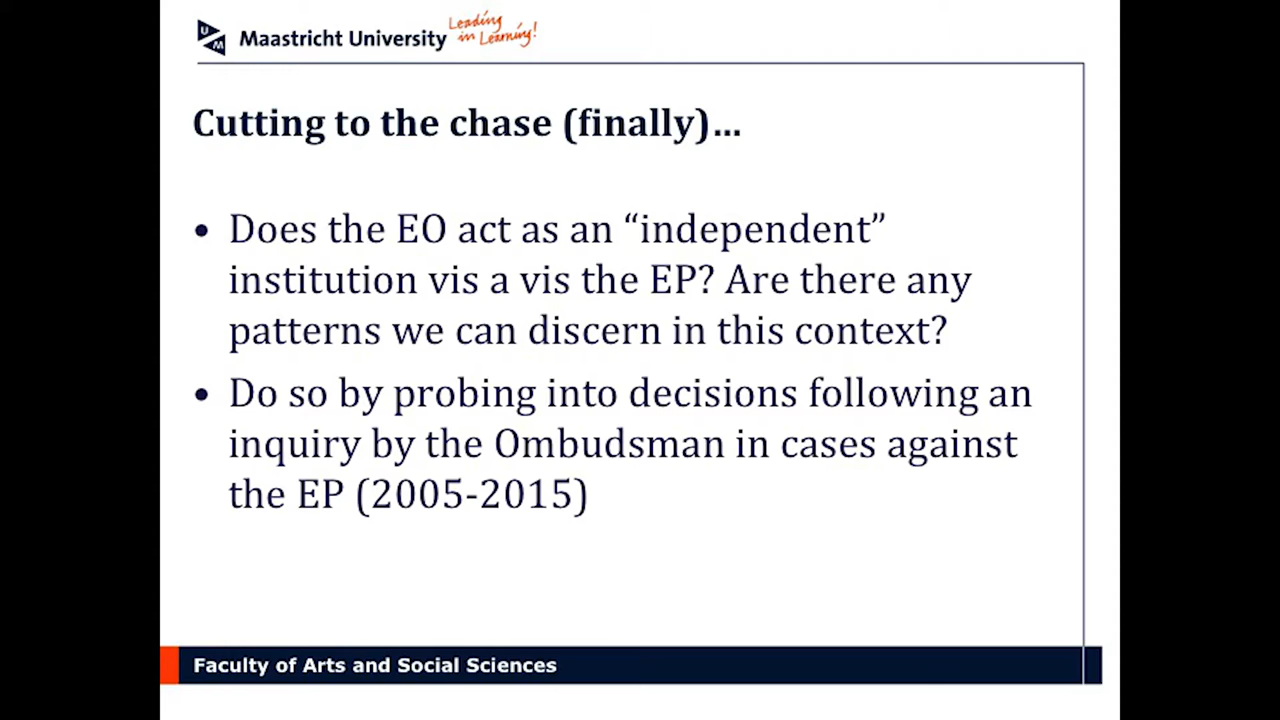 UM Maastricht University Leading in Learning!
Cutting to the chase (finally)…
• Does the EO act as an “independent”
institution vis a vis the EP? Are there any
patterns we can discern in this context?
• Do so by probing into decisions following an
inquiry by the Ombudsman in cases against
the EP (2005-2015)
Faculty of Arts and Social Sciences